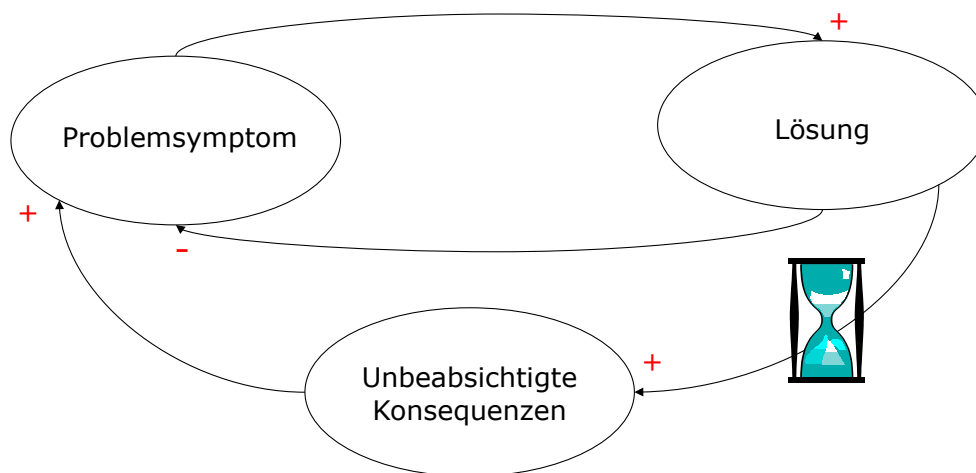 +
Problemsymptom
Lösung
+
-
+
Unbeabsichtigte
Konsequenzen